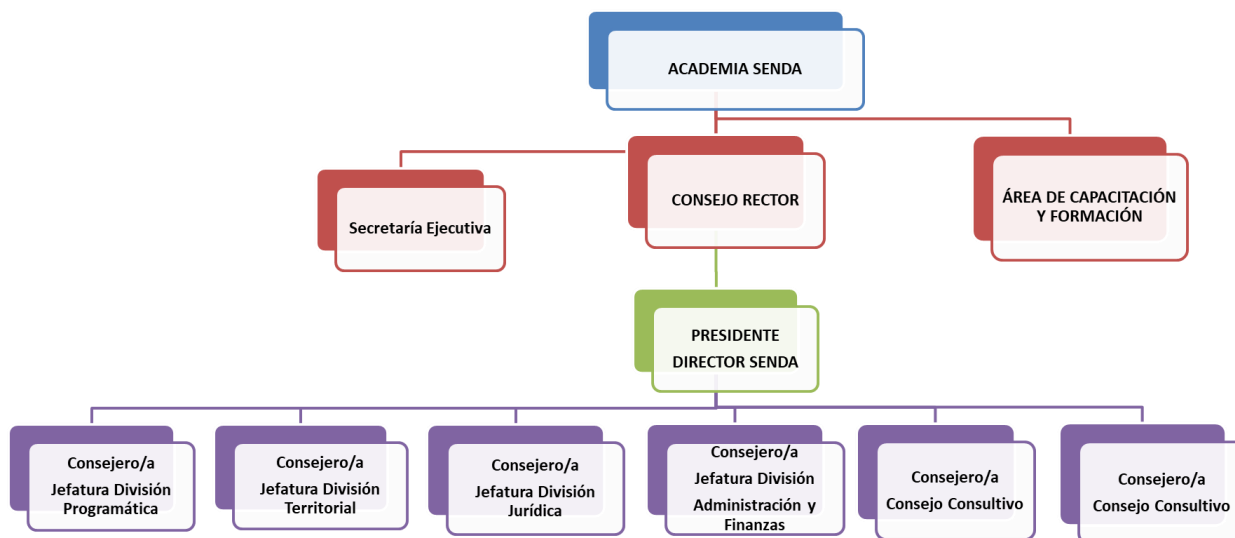 ACADEMIA SENDA
Secretaría Ejecutiva
CONSEJO RECTOR
ÁREA DE CAPACITACIÓN
Y FORMACIÓN
PRESIDENTE
DIRECTOR SENDA
Consejero/a
Jefatura División
Programática
Consejero/a
Jefatura División
Territorial
Consejero/a
Jefatura División
Jurídica
Consejero/a
Jefatura División
Administración y
Finanzas
Consejero/a
Consejo Consultivo
Consejero/a
Consejo Consultivo